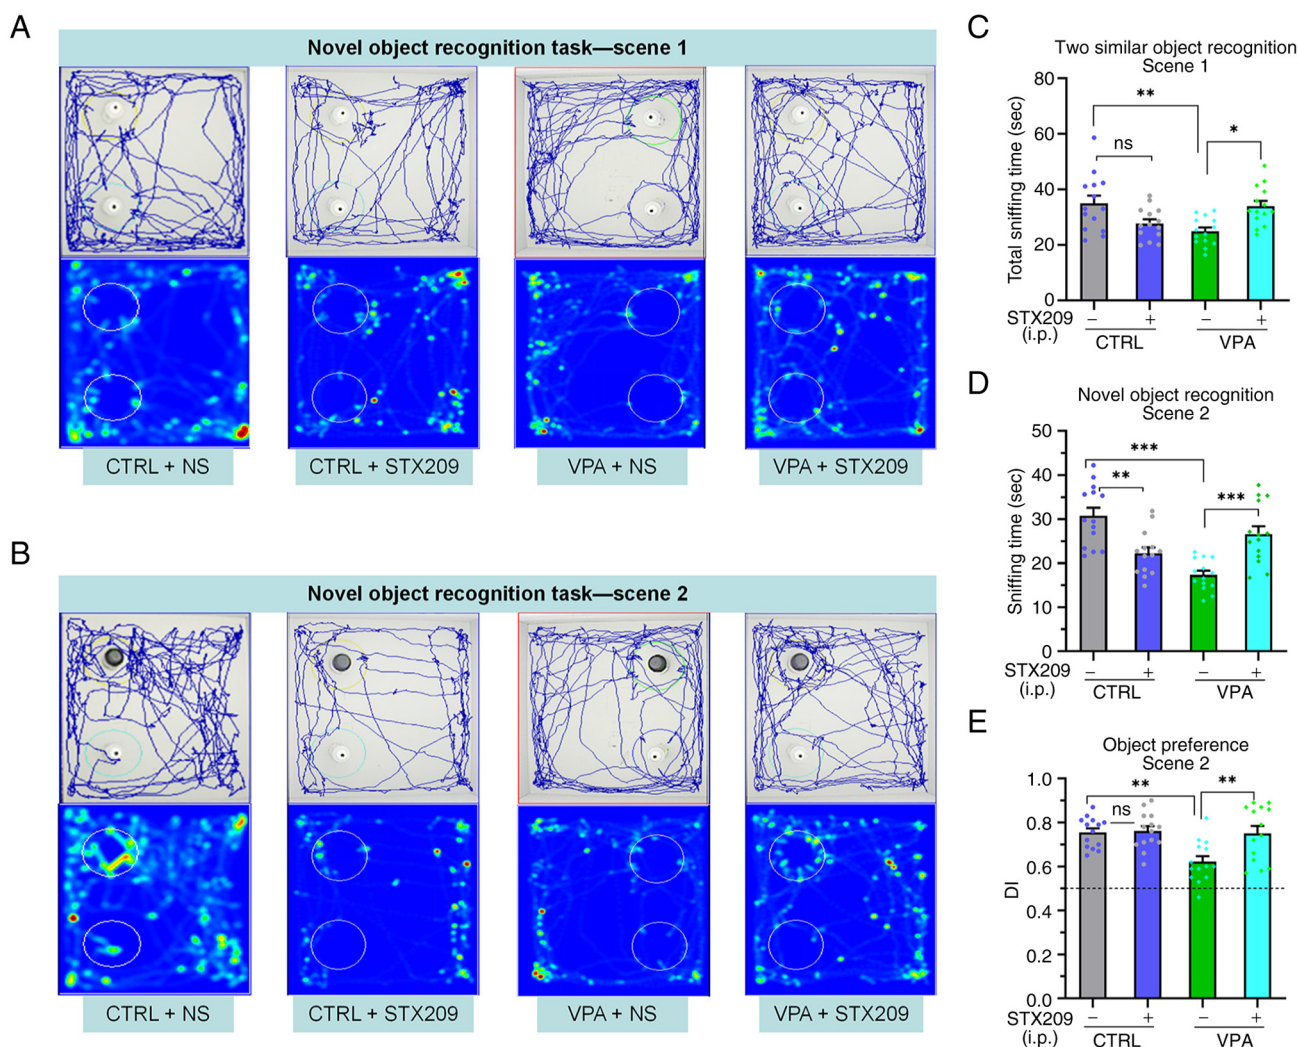 A
Novel object recognition task—scene 1
CTRL + NS
CTRL + STX209
VPA + NS
VPA + STX209
B
Novel object recognition task—scene 2
CTRL + NS
CTRL + STX209
VPA + NS
VPA + STX209
C
Two similar object recognition
Scene 1
Total sniffing time (sec)
80
60
40
20
0
**
ns
*
STX209
(i.p.)
– + – +
CTRL VPA
D
Novel object recognition
Scene 2
Sniffing time (sec)
50
40
30
20
10
0
***
**
***
STX209
(i.p.)
– + – +
CTRL VPA
E
Object preference
Scene 2
DI
1.0
0.8
0.6
0.4
0.2
0.0
**
ns
**
STX209
(i.p.)
– + – +
CTRL VPA